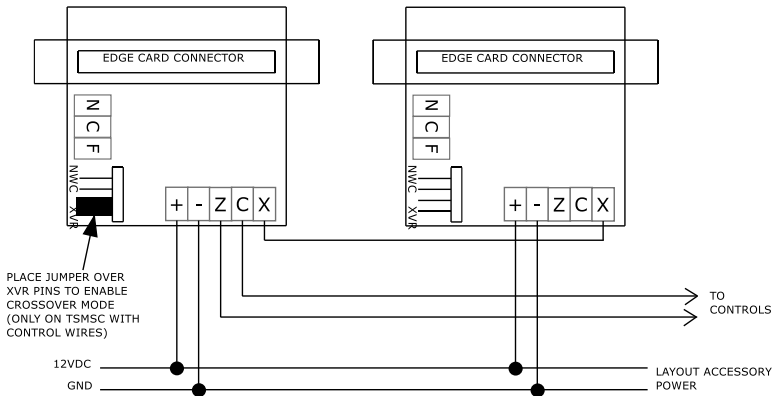 EDGE CARD CONNECTOR
N
C
F
NWC
XVR
+ - Z C X
PLACE JUMPER OVER
XVR PINS TO ENABLE
CROSSOVER MODE
(ONLY ON TSMSC WITH
CONTROL WIRES)
EDGE CARD CONNECTOR
N
C
F
NWC
XVR
+ - Z C X
TO
CONTROLS
12VDC
GND
LAYOUT ACCESSORY
POWER